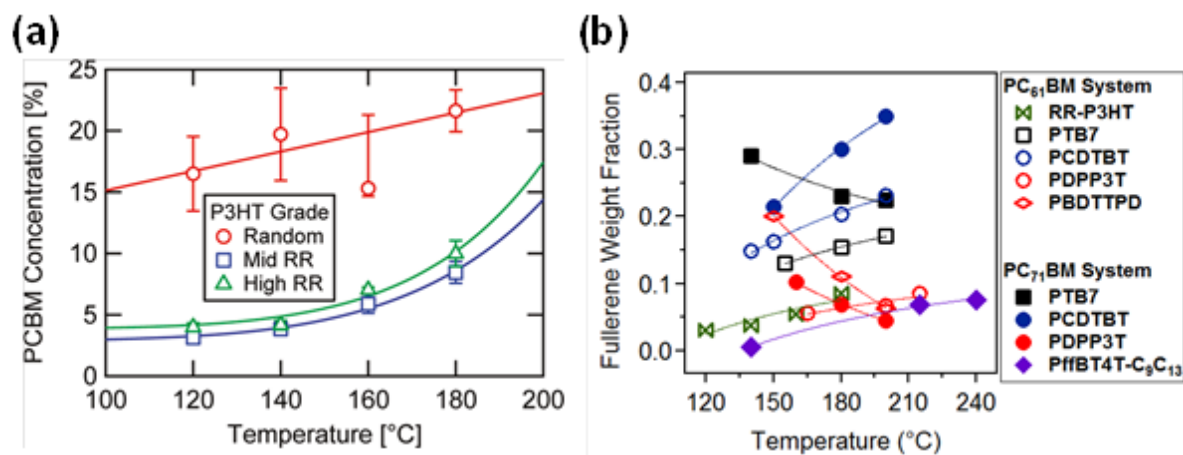 (a)
PCBM Concentration [%]
25
20
15
10
5
0
P3HT Grade
Random
Mid RR
High RR
100
120
140
160
180
200
Temperature [°C]
(b)
Fullerene Weight Fraction
0.4
0.3
0.2
0.1
0.0
120
150
180
210
240
Temperature (°C)
PC₆₁BM System
RR-P3HT
PTB7
PCDTBT
PDPP3T
PBDTTPD
PC₇₁BM System
PTB7
PCDTBT
PDPP3T
PffBT4T-C₉C₁₃